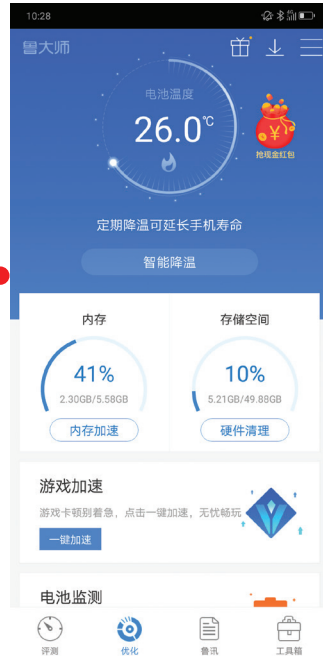 10:28
鲁大师
电池温度
26.0℃
抢现金红包
定期降温可延长手机寿命
智能降温
内存
存储空间
41%
10%
2.30GB/5.58GB
5.21GB/49.88GB
内存加速
硬件清理
游戏加速
游戏卡顿别着急，点击一键加速，无忧畅玩
一键加速
电池监测
评测
优化
鲁讯
工具箱